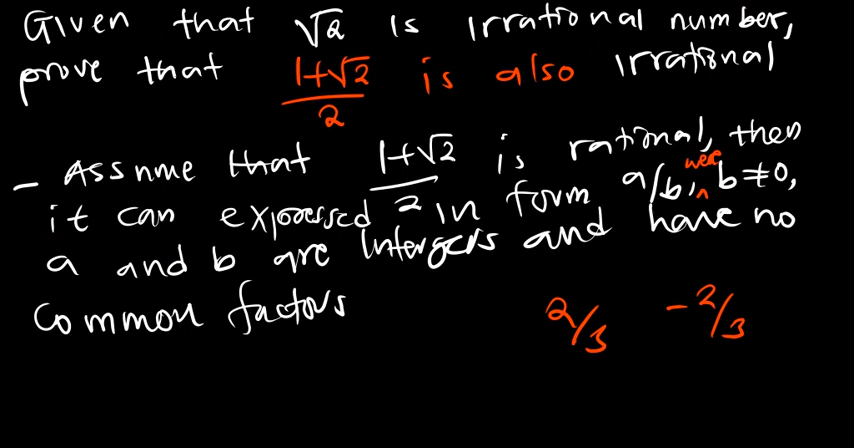 Given that √2 is irrational number,
prove that (1+√2)/2 is also irrational
- Assume that (1+√2)/2 is rational, then
it can expressed in form a/b, were b≠0,
a and b are Intergers and have no
common factors
2/3 -2/3